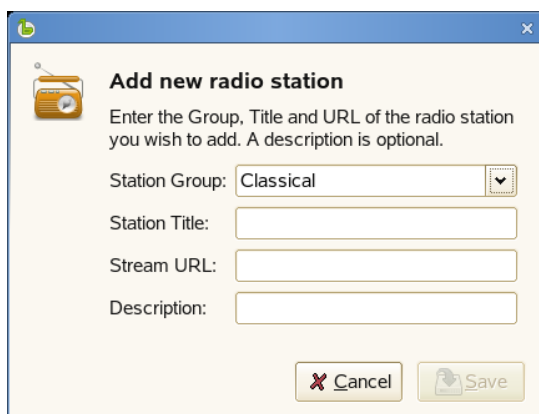 Add new radio station
Enter the Group, Title and URL of the radio station
you wish to add. A description is optional.
Station Group: Classical
Station Title:
Stream URL:
Description:
Cancel Save